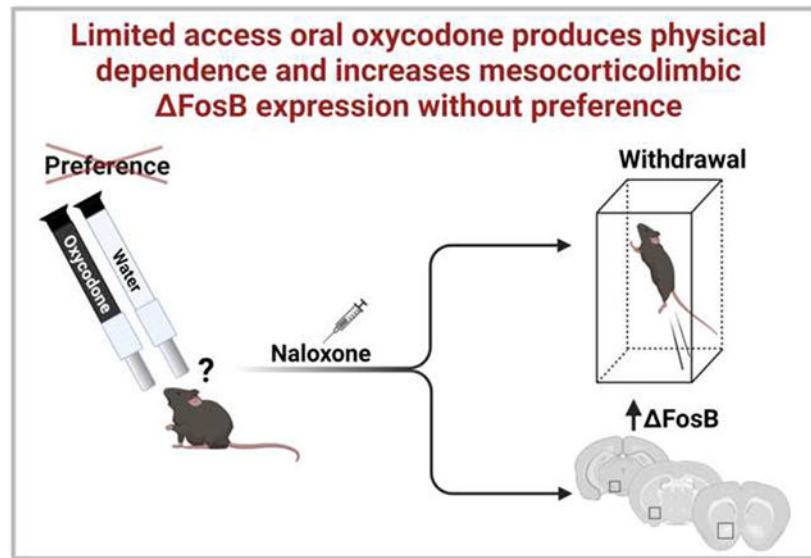 Limited access oral oxycodone produces physical
dependence and increases mesocorticolimbic
ΔFosB expression without preference
Preference
Oxycodone
Water
?
Naloxone
Withdrawal
ΔFosB